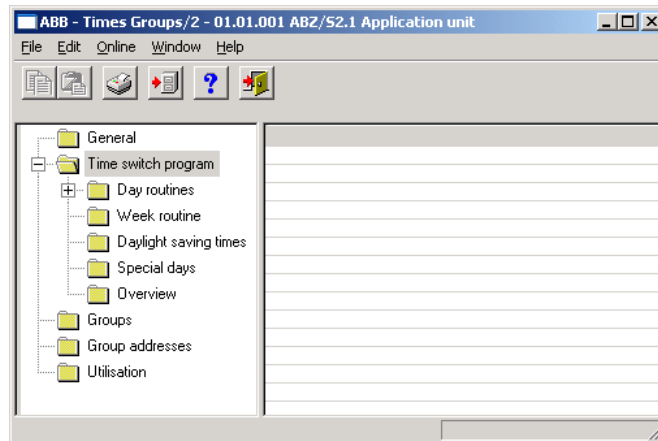 ABB - Times Groups/2 - 01.01.001 ABZ/S2.1 Application unit
File Edit Online Window Help
?
General
Time switch program
Day routines
Week routine
Daylight saving times
Special days
Overview
Groups
Group addresses
Utilisation